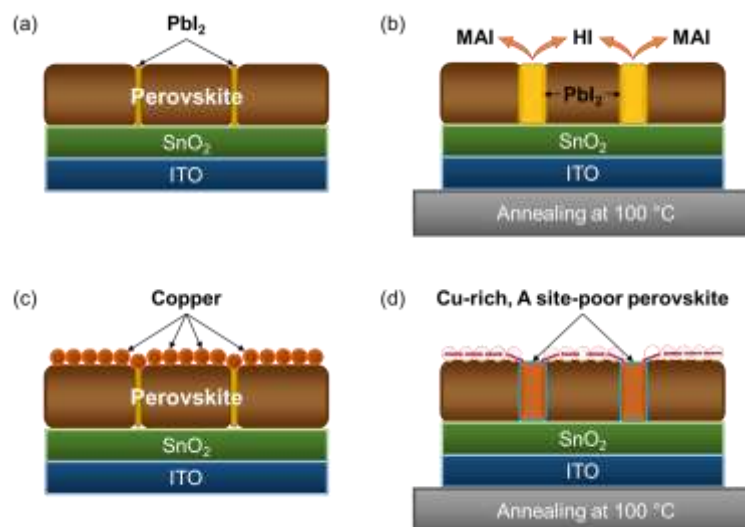 (a)
PbI₂
Perovskite
SnO₂
ITO
(b)
MAI HI MAI
PbI₂
SnO₂
ITO
Annealing at 100 °C
(c)
Copper
Perovskite
SnO₂
ITO
(d)
Cu-rich, A site-poor perovskite
SnO₂
ITO
Annealing at 100 °C